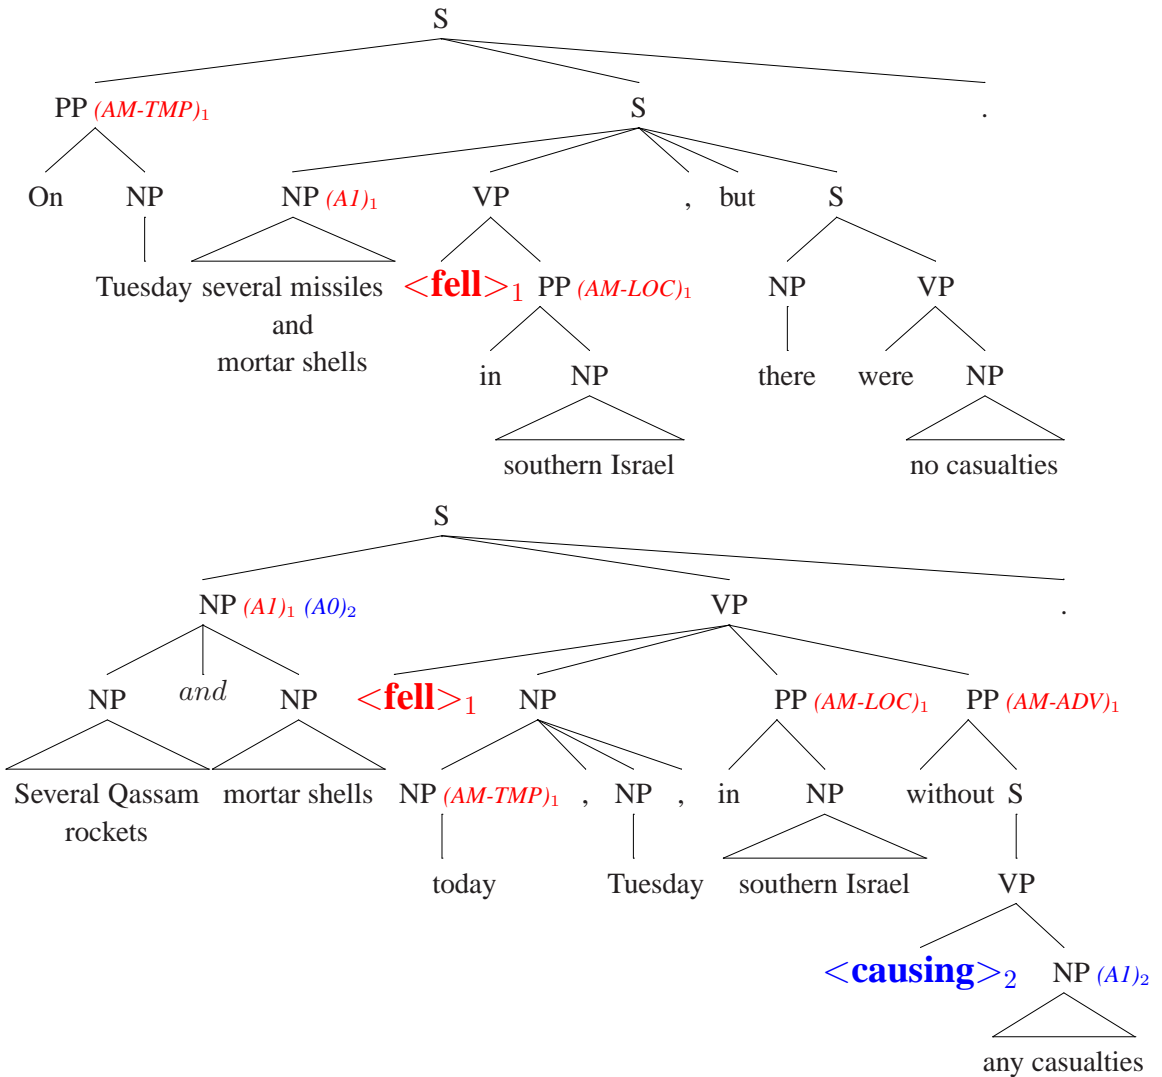 S
PP (AM-TMP)1 S .
On NP NP (A1)1 VP , but S
Tuesday several missiles <fell>1 PP (AM-LOC)1 NP VP
and
mortar shells in NP there were NP
southern Israel no casualties
S
NP (A1)1 (A0)2 VP .
NP and NP <fell>1 NP PP (AM-LOC)1 PP (AM-ADV)1
Several Qassam mortar shells NP (AM-TMP)1 , NP , in NP without S
rockets
today Tuesday southern Israel VP
<causing>2 NP (A1)2
any casualties